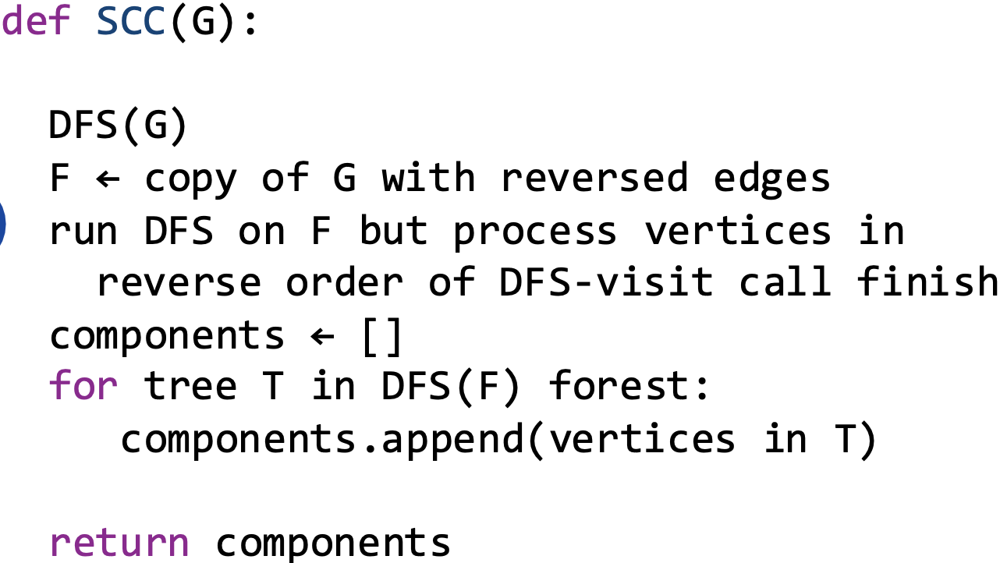 def SCC(G):
DFS(G)
F ← copy of G with reversed edges
run DFS on F but process vertices in
reverse order of DFS-visit call finish
components ← []
for tree T in DFS(F) forest:
components.append(vertices in T)
return components